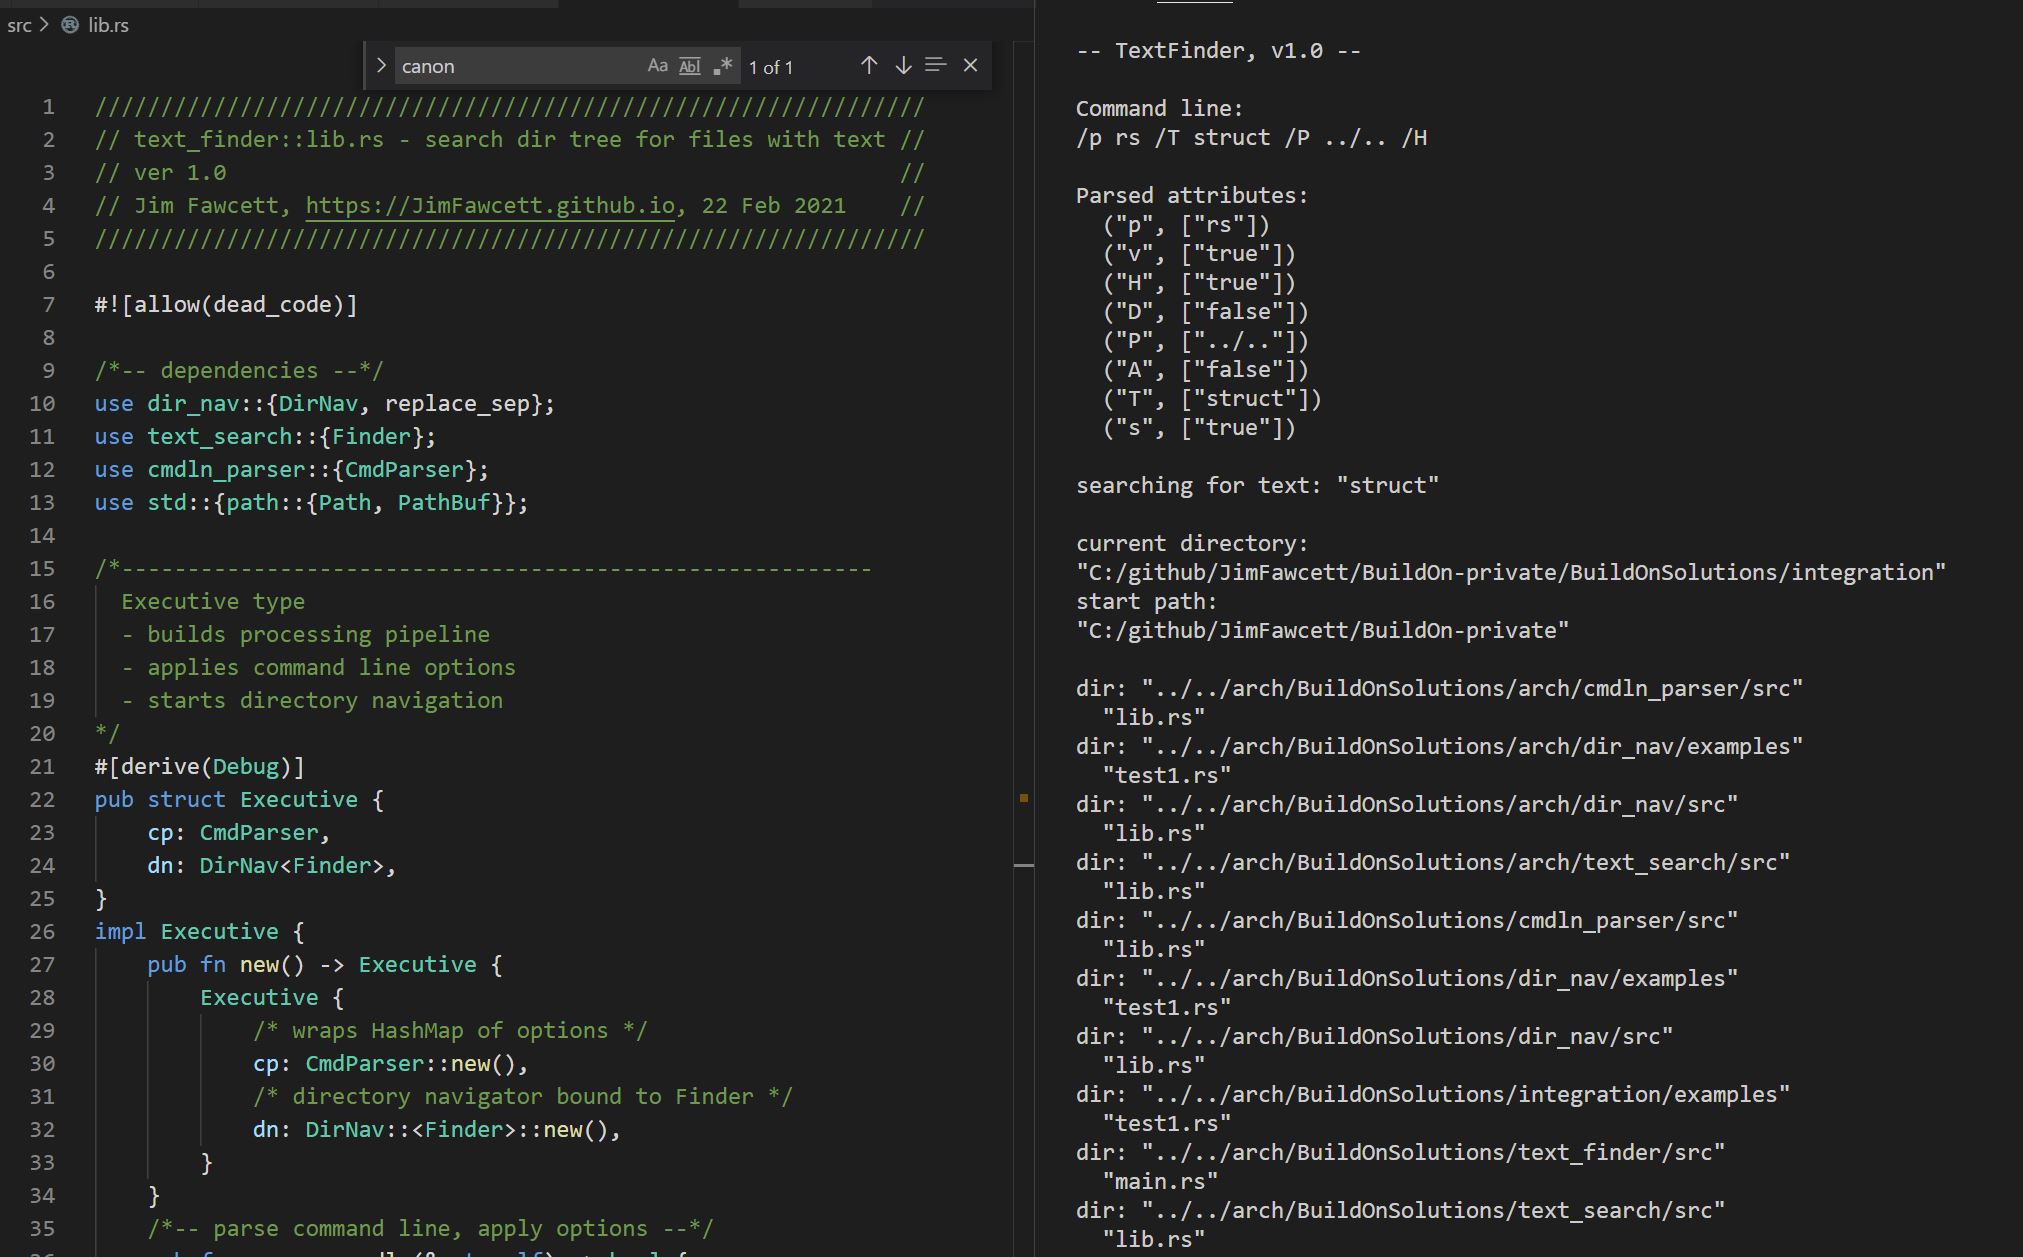 src > lib.rs
canon Aa Abl .* 1 of 1
1 ///////////////////////////////////////////////////////////////
2 // text_finder::lib.rs - search dir tree for files with text //
3 // ver 1.0                                                   //
4 // Jim Fawcett, https://JimFawcett.github.io, 22 Feb 2021    //
5 ///////////////////////////////////////////////////////////////
6
7 #![allow(dead_code)]
8
9 /*-- dependencies --*/
10 use dir_nav::{DirNav, replace_sep};
11 use text_search::{Finder};
12 use cmdln_parser::{CmdParser};
13 use std::{path::{Path, PathBuf}};
14
15 /*---------------------------------------------------------
16   Executive type
17   - builds processing pipeline
18   - applies command line options
19   - starts directory navigation
20 */
21 #[derive(Debug)]
22 pub struct Executive {
23     cp: CmdParser,
24     dn: DirNav<Finder>,
25 }
26 impl Executive {
27     pub fn new() -> Executive {
28         Executive {
29             /* wraps HashMap of options */
30             cp: CmdParser::new(),
31             /* directory navigator bound to Finder */
32             dn: DirNav::<Finder>::new(),
33         }
34     }
35     /*-- parse command line, apply options --*/
-- TextFinder, v1.0 --
Command line:
/p rs /T struct /P ../.. /H
Parsed attributes:
  ("p", ["rs"])
  ("v", ["true"])
  ("H", ["true"])
  ("D", ["false"])
  ("P", ["../.."])
  ("A", ["false"])
  ("T", ["struct"])
  ("s", ["true"])
searching for text: "struct"
current directory:
"C:/github/JimFawcett/BuildOn-private/BuildOnSolutions/integration"
start path:
"C:/github/JimFawcett/BuildOn-private"
dir: "../../arch/BuildOnSolutions/arch/cmdln_parser/src"
  "lib.rs"
dir: "../../arch/BuildOnSolutions/arch/dir_nav/examples"
  "test1.rs"
dir: "../../arch/BuildOnSolutions/arch/dir_nav/src"
  "lib.rs"
dir: "../../arch/BuildOnSolutions/arch/text_search/src"
  "lib.rs"
dir: "../../arch/BuildOnSolutions/cmdln_parser/src"
  "lib.rs"
dir: "../../arch/BuildOnSolutions/dir_nav/examples"
  "test1.rs"
dir: "../../arch/BuildOnSolutions/dir_nav/src"
  "lib.rs"
dir: "../../arch/BuildOnSolutions/integration/examples"
  "test1.rs"
dir: "../../arch/BuildOnSolutions/text_finder/src"
  "main.rs"
dir: "../../arch/BuildOnSolutions/text_search/src"
  "lib.rs"